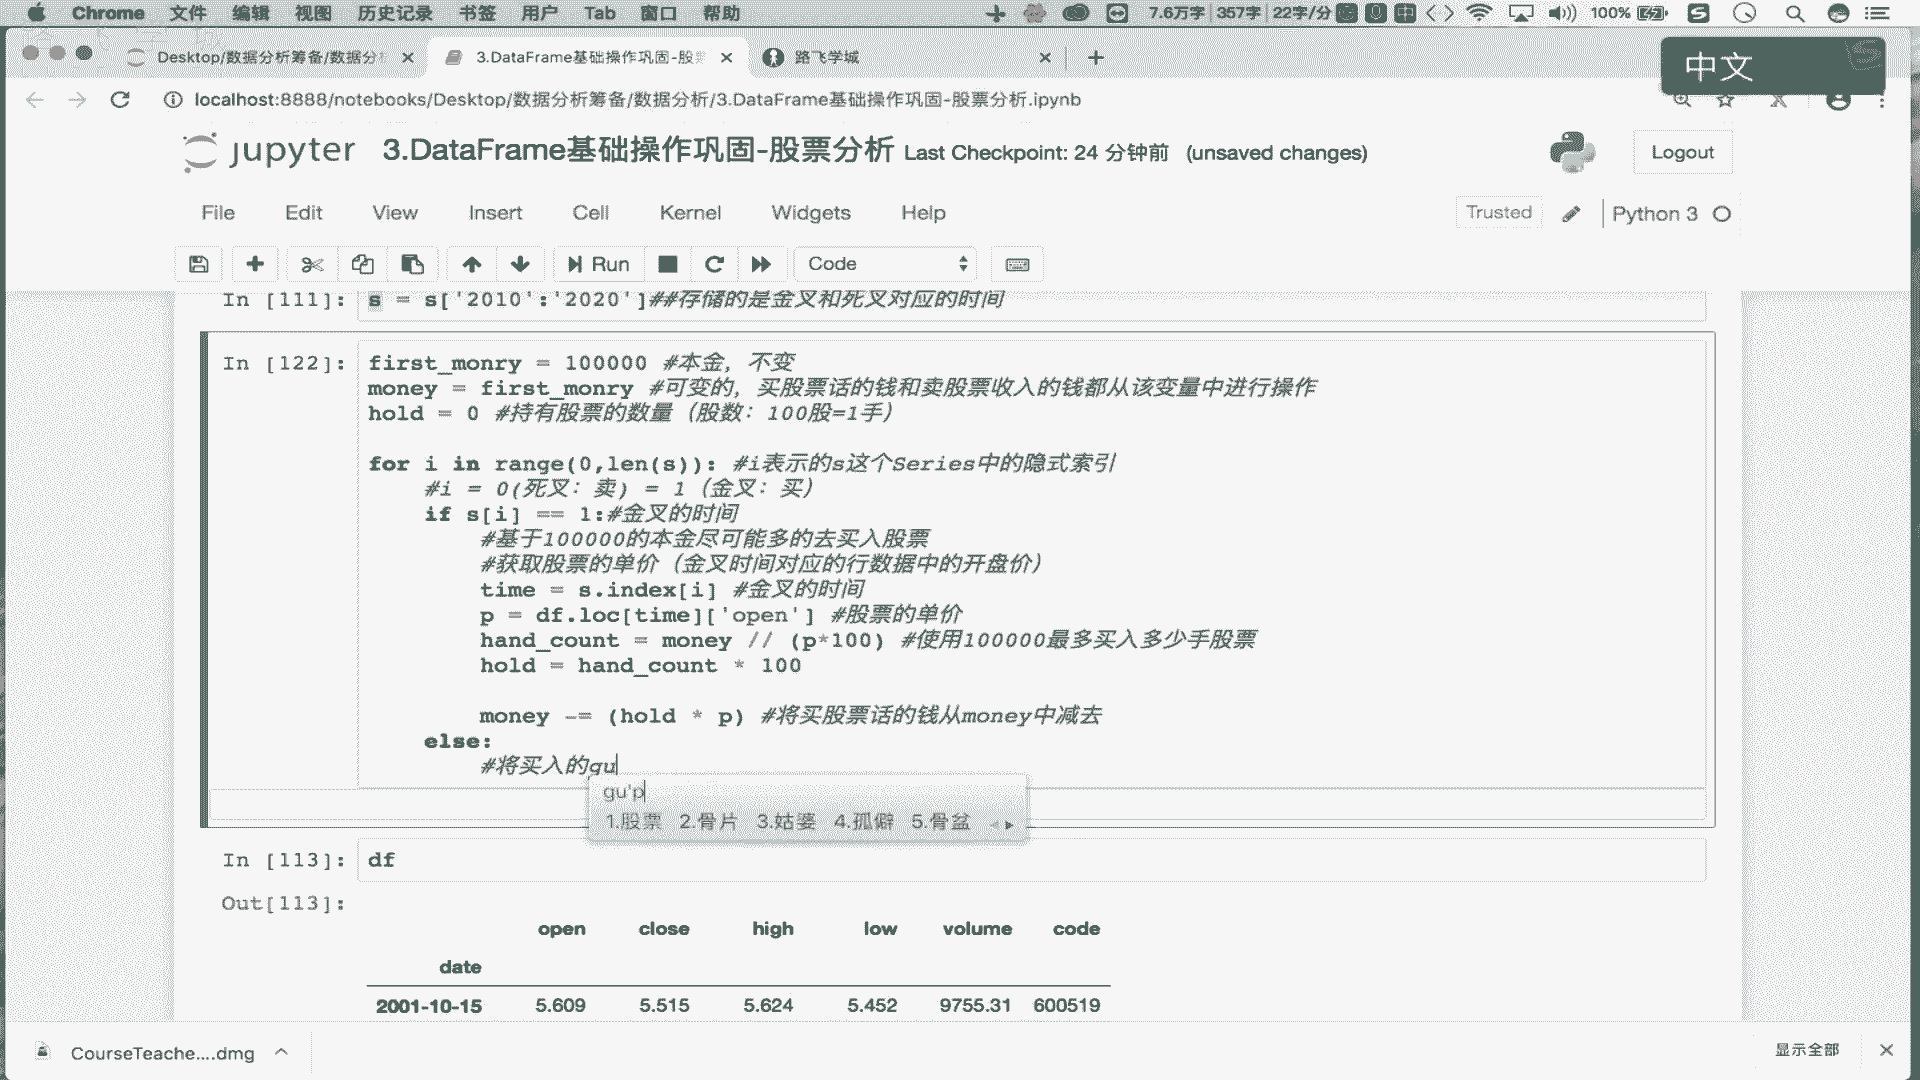 Chrome 文件 编辑 视图 历史记录 书签 用户 Tab 窗口 帮助 7.6万字 357字 22字/分 中 100%
Desktop/数据分析筹备/数据分 3.DataFrame基础操作巩固-股 路飞学城
中文
localhost:8888/notebooks/Desktop/数据分析筹备/数据分析/3.DataFrame基础操作巩固-股票分析.ipynb
jupyter 3.DataFrame基础操作巩固-股票分析 Last Checkpoint: 24 分钟前 (unsaved changes) Logout
File Edit View Insert Cell Kernel Widgets Help Trusted Python 3
Run Code
In [111]: s = s['2010':'2020']##存储的是金叉和死叉对应的时间
In [122]: first_monry = 100000 #本金，不变
money = first_monry #可变的，买股票话的钱和卖股票收入的钱都从该变量中进行操作
hold = 0 #持有股票的数量（股数：100股=1手）
for i in range(0,len(s)): #i表示的s这个Series中的隐式索引
#i = 0(死叉：卖) = 1（金叉：买）
if s[i] == 1:#金叉的时间
#基于100000的本金尽可能多的去买入股票
#获取股票的单价（金叉时间对应的行数据中的开盘价）
time = s.index[i] #金叉的时间
p = df.loc[time]['open'] #股票的单价
hand_count = money // (p*100) #使用100000最多买入多少手股票
hold = hand_count * 100
money -= (hold * p) #将买股票话的钱从money中减去
else:
#将买入的gu
gu'p
1.股票 2.骨片 3.姑婆 4.孤僻 5.骨盆
In [113]: df
Out[113]:
open close high low volume code
date
2001-10-15 5.609 5.515 5.624 5.452 9755.31 600519
CourseTeache....dmg 显示全部